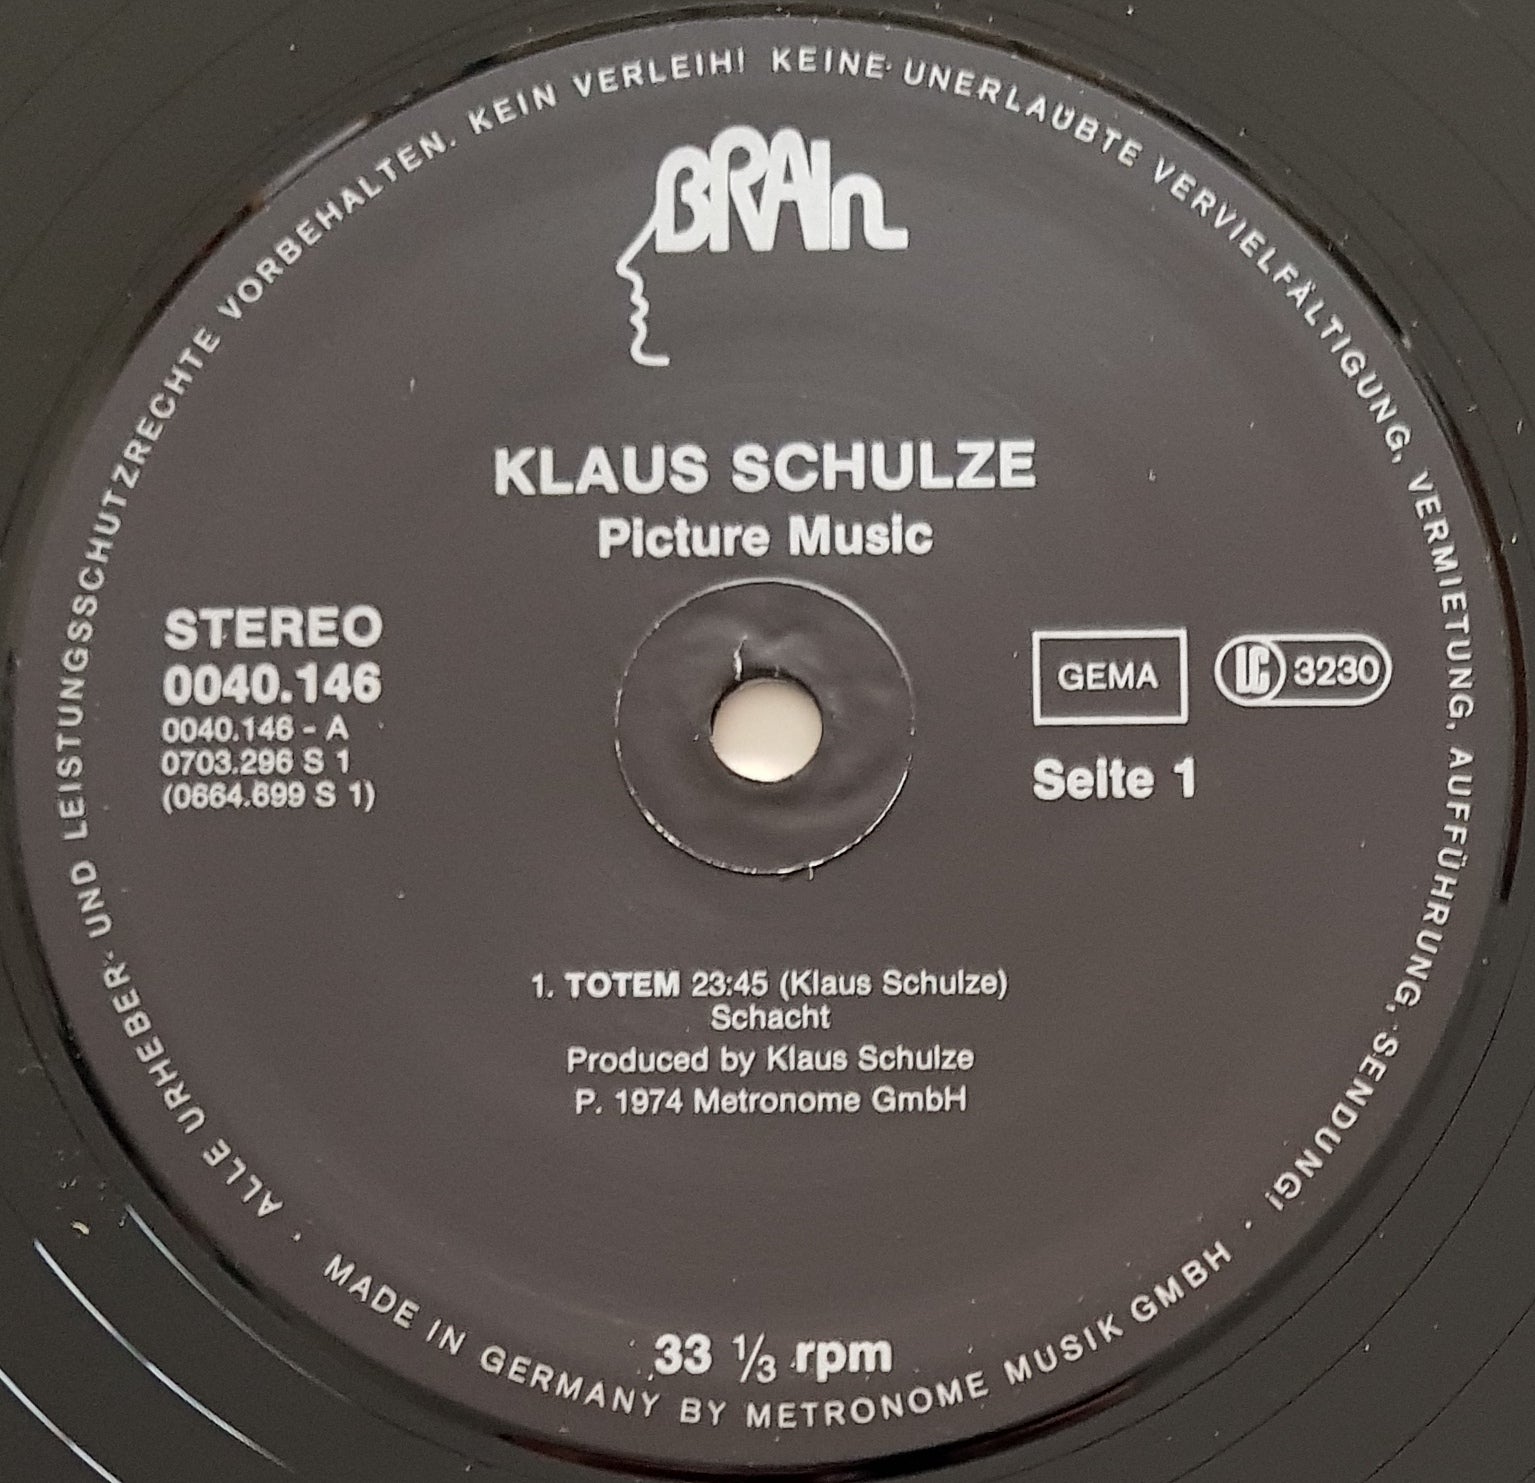 ALLE URHEBER- UND LEISTUNGSSCHUTZRECHTE VORBEHALTEN. KEIN VERLEIH! KEINE UNERLAUBTE VERVIELFÄLTIGUNG, VERMIETUNG, AUFFÜHRUNG, SENDUNG!
BRAIn
KLAUS SCHULZE
Picture Music
STEREO
0040.146
0040.146 - A
0703.296 S 1
(0664.699 S 1)
GEMA
LC 3230
Seite 1
1. TOTEM 23:45 (Klaus Schulze)
Schacht
Produced by Klaus Schulze
P. 1974 Metronome GmbH
33 1/3 rpm
· MADE IN GERMANY BY METRONOME MUSIK GMBH ·